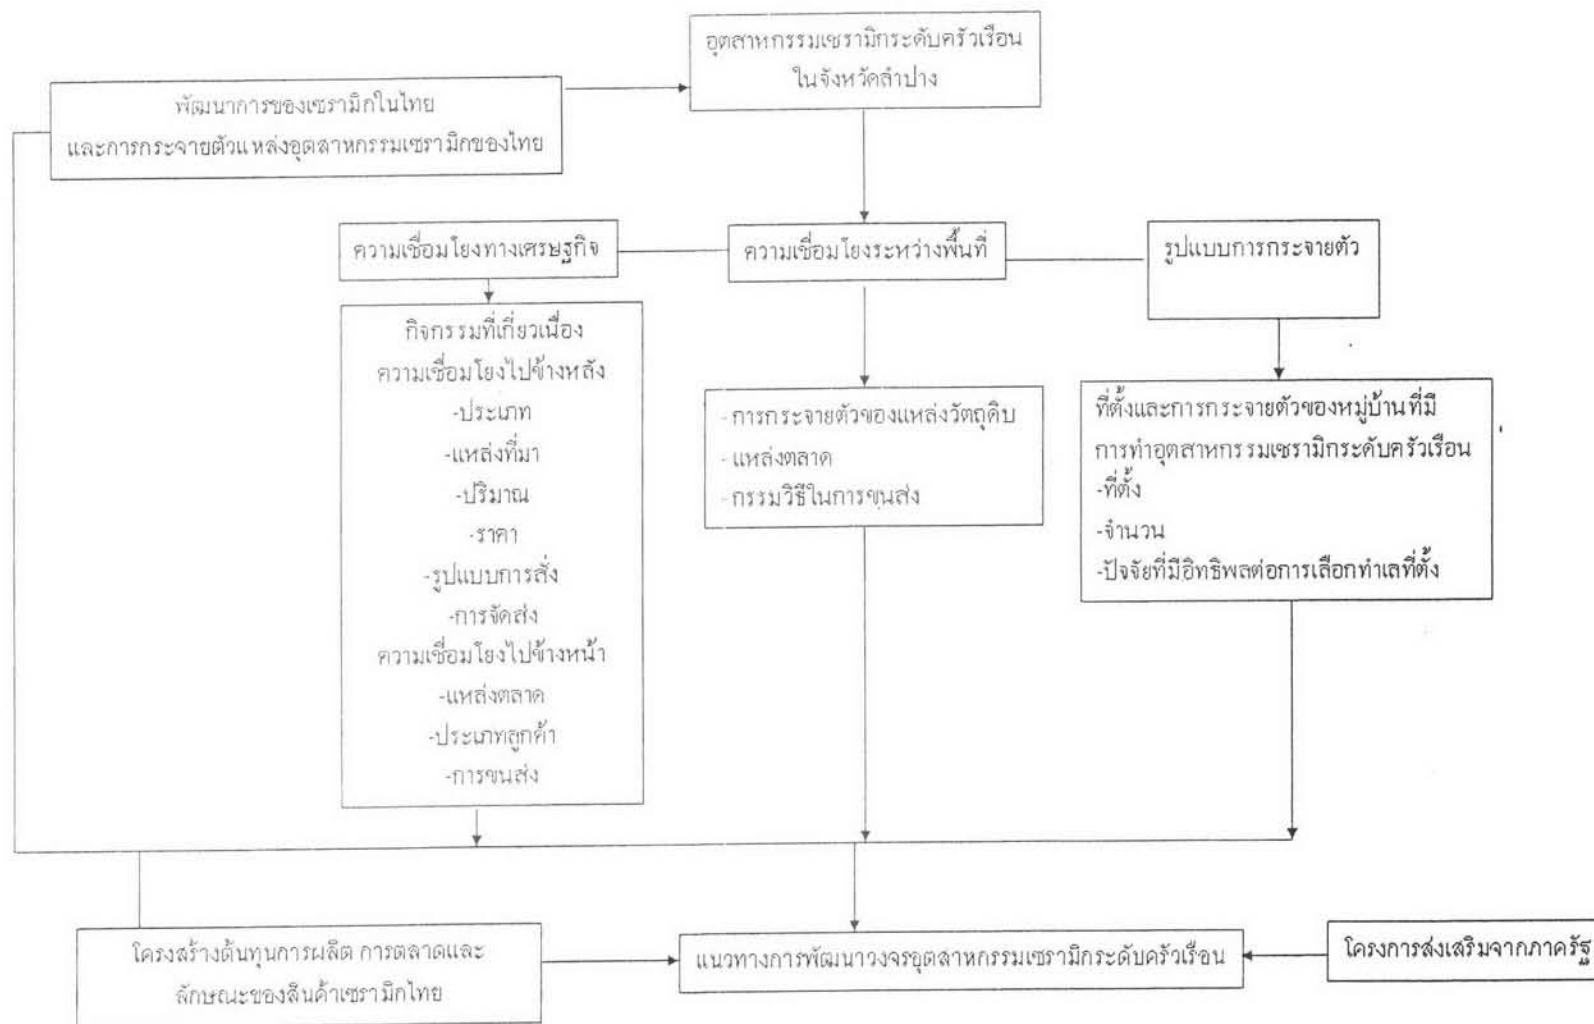 อุตสาหกรรมเซรามิกระดับครัวเรือน
ในจังหวัดลำปาง
พัฒนาการของเซรามิกในไทย
และการกระจายตัวแหล่งอุตสาหกรรมเซรามิกของไทย
ความเชื่อมโยงทางเศรษฐกิจ
ความเชื่อมโยงระหว่างพื้นที่
รูปแบบการกระจายตัว
กิจกรรมที่เกี่ยวเนื่อง
ความเชื่อมโยงไปข้างหลัง
-ประเภท
-แหล่งที่มา
-ปริมาณ
-ราคา
-รูปแบบการสั่ง
-การจัดส่ง
ความเชื่อมโยงไปข้างหน้า
-แหล่งตลาด
-ประเภทลูกค้า
-การขนส่ง
- การกระจายตัวของแหล่งวัตถุดิบ
- แหล่งตลาด
- กรรมวิธีในการขนส่ง
ที่ตั้งและการกระจายตัวของหมู่บ้านที่มี
การทำอุตสาหกรรมเซรามิกระดับครัวเรือน
-ที่ตั้ง
-จำนวน
-ปัจจัยที่มีอิทธิพลต่อการเลือกทำเลที่ตั้ง
โครงสร้างต้นทุนการผลิต การตลาดและ
ลักษณะของสินค้าเซรามิกไทย
แนวทางการพัฒนาวงจรอุตสาหกรรมเซรามิกระดับครัวเรือน
โครงการส่งเสริมจากภาครัฐ